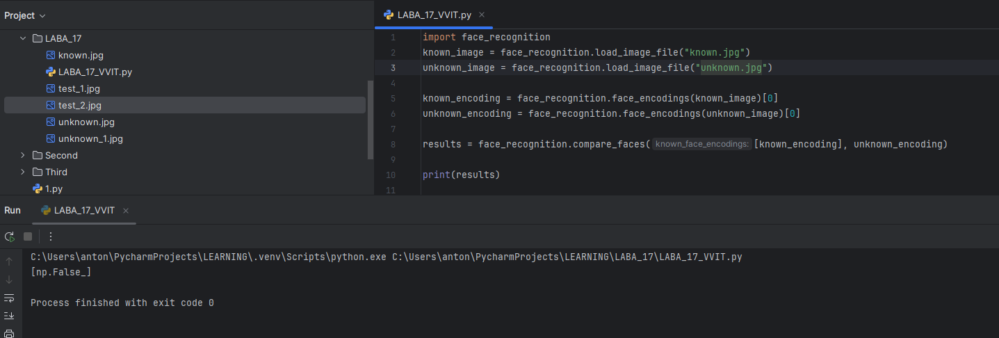 Project
LABA_17
known.jpg
LABA_17_VVIT.py
test_1.jpg
test_2.jpg
unknown.jpg
unknown_1.jpg
Second
Third
1.py
LABA_17_VVIT.py
1 import face_recognition
2 known_image = face_recognition.load_image_file("known.jpg")
3 unknown_image = face_recognition.load_image_file("unknown.jpg")
4
5 known_encoding = face_recognition.face_encodings(known_image)[0]
6 unknown_encoding = face_recognition.face_encodings(unknown_image)[0]
7
8 results = face_recognition.compare_faces( known_face_encodings: [known_encoding], unknown_encoding)
9
10 print(results)
11
Run LABA_17_VVIT
C:\Users\anton\PycharmProjects\LEARNING\.venv\Scripts\python.exe C:\Users\anton\PycharmProjects\LEARNING\LABA_17\LABA_17_VVIT.py
[np.False_]
Process finished with exit code 0